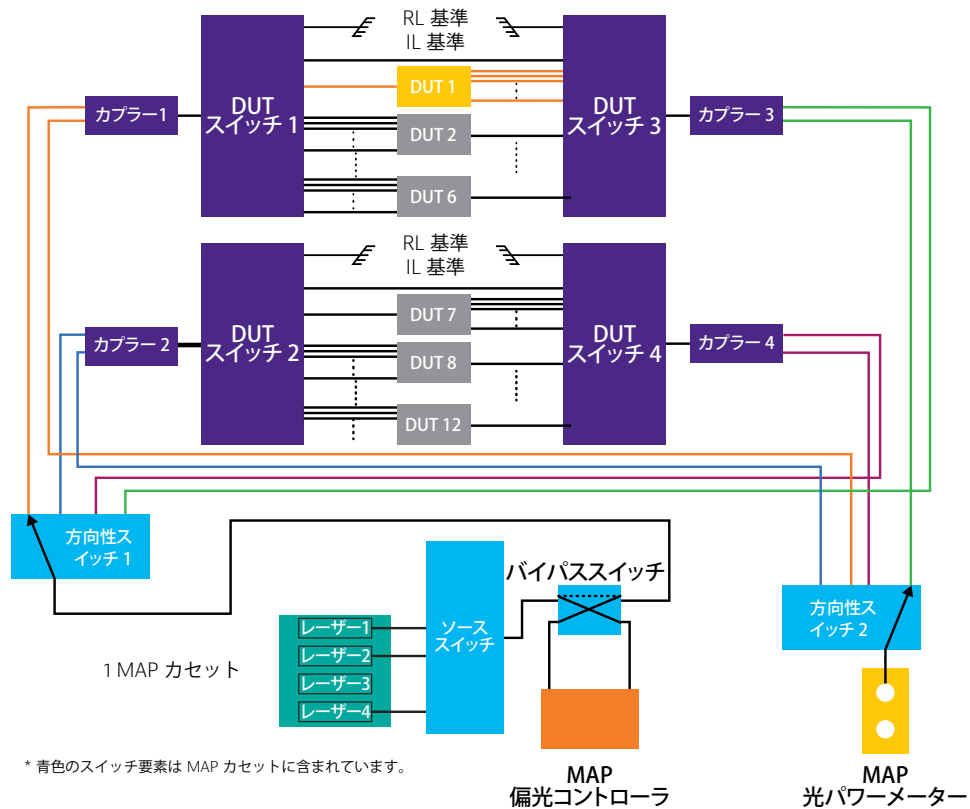 RL 基準
IL 基準
DUT
スイッチ 1
DUT 1
DUT
スイッチ 3
カプラー1
カプラー 3
DUT 2
DUT 6
RL 基準
IL 基準
DUT
スイッチ 2
DUT 7
DUT
スイッチ 4
カプラー 2
カプラー 4
DUT 8
DUT 12
方向性ス
イッチ 1
バイパススイッチ
方向性ス
イッチ 2
ソース
スイッチ
レーザー1
レーザー2
レーザー3
レーザー4
1 MAP カセット
* 青色のスイッチ要素は MAP カセットに含まれています。
MAP
偏光コントローラ
MAP
光パワーメーター